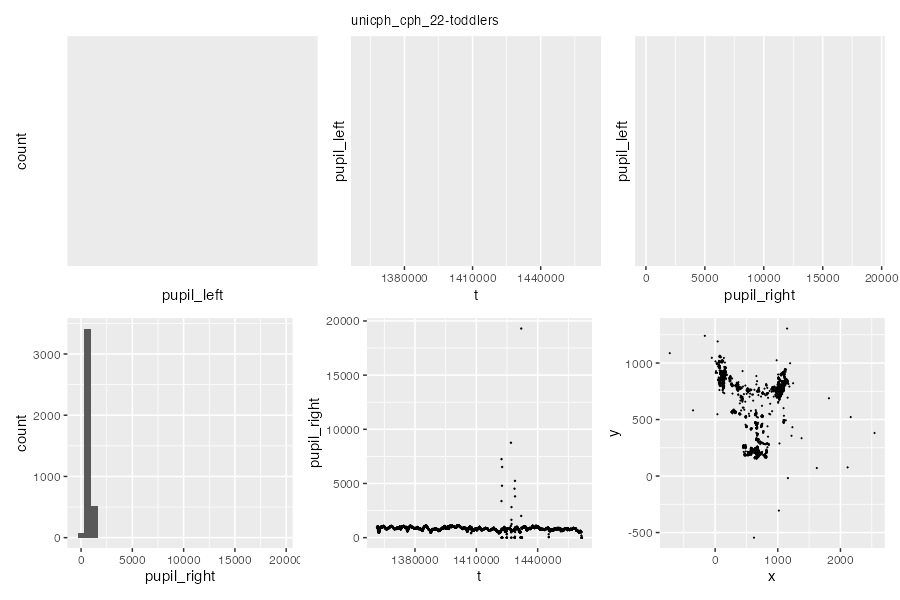 unicph_cph_22-toddlers
count
pupil_left
pupil_left
1380000 1410000 1440000
t
pupil_left
0 5000 10000 15000 20000
pupil_right
3000
2000
1000
0
count
0 5000 10000 15000 20000
pupil_right
20000
15000
10000
5000
0
pupil_right
1380000 1410000 1440000
t
1000
500
0
-500
y
0 1000 2000
x